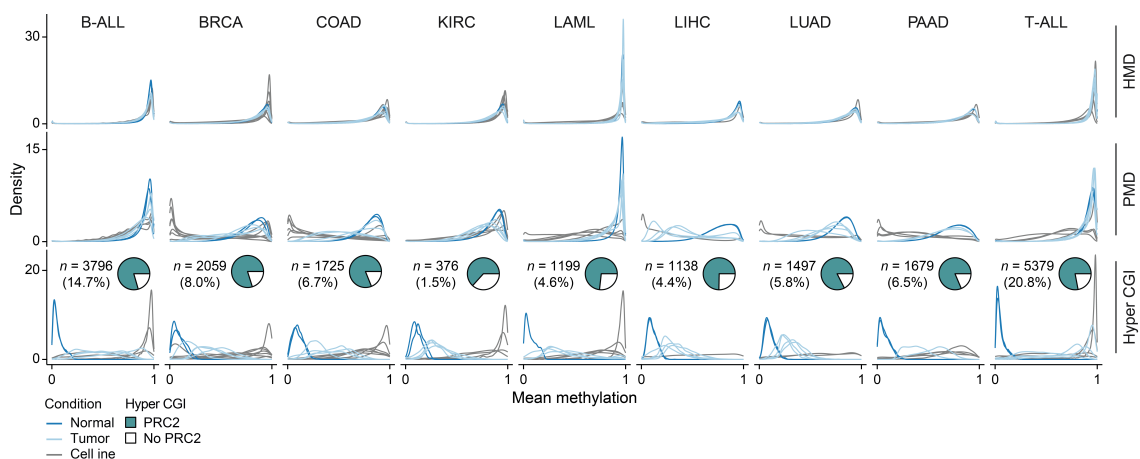 B-ALL BRCA COAD KIRC LAML LIHC LUAD PAAD T-ALL
30
0
HMD
15
0
PMD
Density
20
0
n = 3796 n = 2059 n = 1725 n = 376 n = 1199 n = 1138 n = 1497 n = 1679 n = 5379
(14.7%) (8.0%) (6.7%) (1.5%) (4.6%) (4.4%) (5.8%) (6.5%) (20.8%)
Hyper CGI
0 1 0 1 0 1 0 1 0 1 0 1 0 1 0 1 0 1
Mean methylation
Condition Hyper CGI
Normal PRC2
Tumor No PRC2
Cell ine